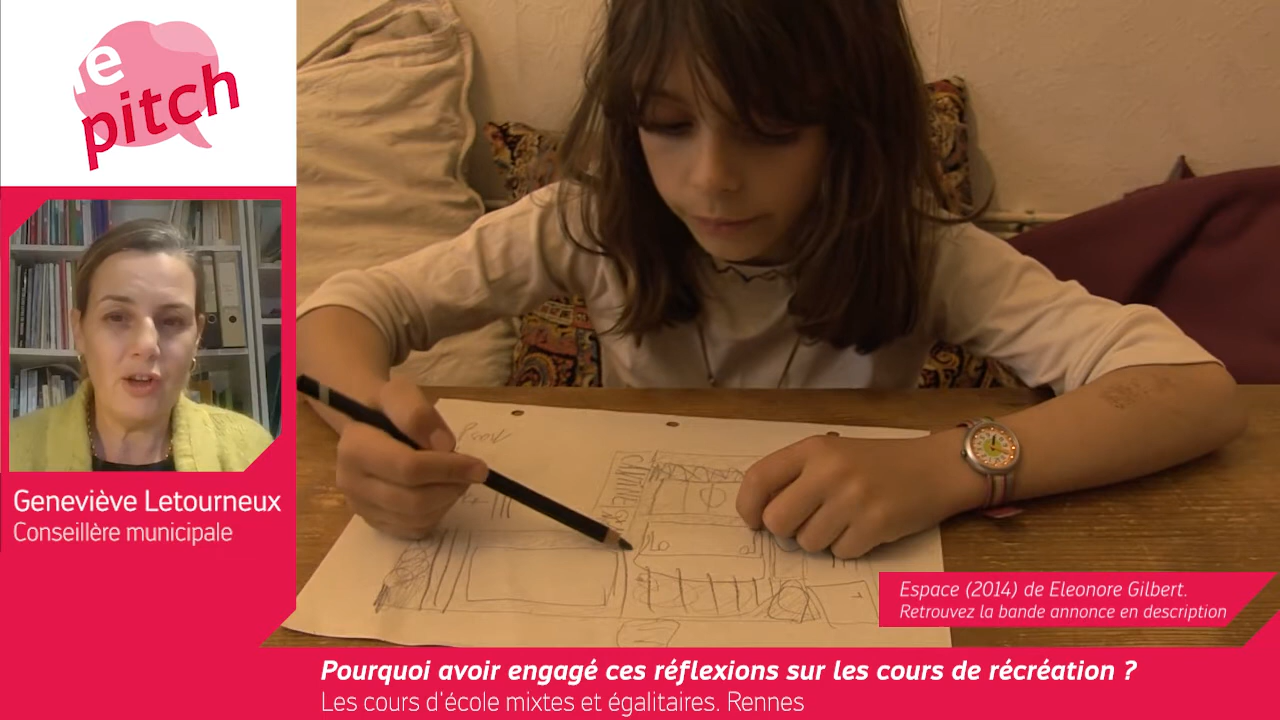 le
pitch
Geneviève Letourneux
Conseillère municipale
CANTINE
Espace (2014) de Eleonore Gilbert.
Retrouvez la bande annonce en description
Pourquoi avoir engagé ces réflexions sur les cours de récréation ?
Les cours d'école mixtes et égalitaires. Rennes